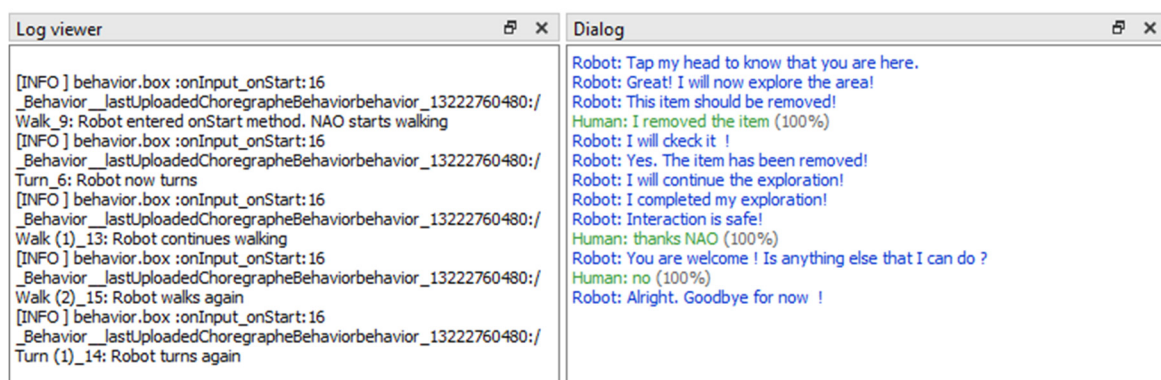 Log viewer
[INFO ] behavior.box :onInput_onStart:16
_Behavior__lastUploadedChoregrapheBehaviorbehavior_13222760480:/
Walk_9: Robot entered onStart method. NAO starts walking
[INFO ] behavior.box :onInput_onStart:16
_Behavior__lastUploadedChoregrapheBehaviorbehavior_13222760480:/
Turn_6: Robot now turns
[INFO ] behavior.box :onInput_onStart:16
_Behavior__lastUploadedChoregrapheBehaviorbehavior_13222760480:/
Walk (1)_13: Robot continues walking
[INFO ] behavior.box :onInput_onStart:16
_Behavior__lastUploadedChoregrapheBehaviorbehavior_13222760480:/
Walk (2)_15: Robot walks again
[INFO ] behavior.box :onInput_onStart:16
_Behavior__lastUploadedChoregrapheBehaviorbehavior_13222760480:/
Turn (1)_14: Robot turns again
Dialog
Robot: Tap my head to know that you are here.
Robot: Great! I will now explore the area!
Robot: This item should be removed!
Human: I removed the item (100%)
Robot: I will ckeck it !
Robot: Yes. The item has been removed!
Robot: I will continue the exploration!
Robot: I completed my exploration!
Robot: Interaction is safe!
Human: thanks NAO (100%)
Robot: You are welcome ! Is anything else that I can do ?
Human: no (100%)
Robot: Alright. Goodbye for now !